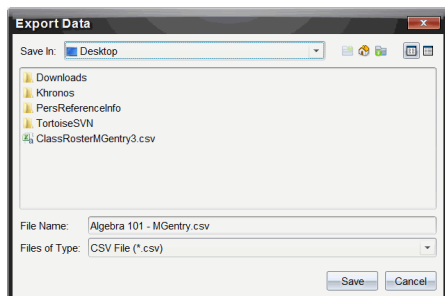 Export Data
Save In: Desktop
Downloads
Khronos
PersReferenceInfo
TortoiseSVN
ClassRosterMGentry3.csv
File Name: Algebra 101 - MGentry.csv
Files of Type: CSV File (*.csv)
Save Cancel